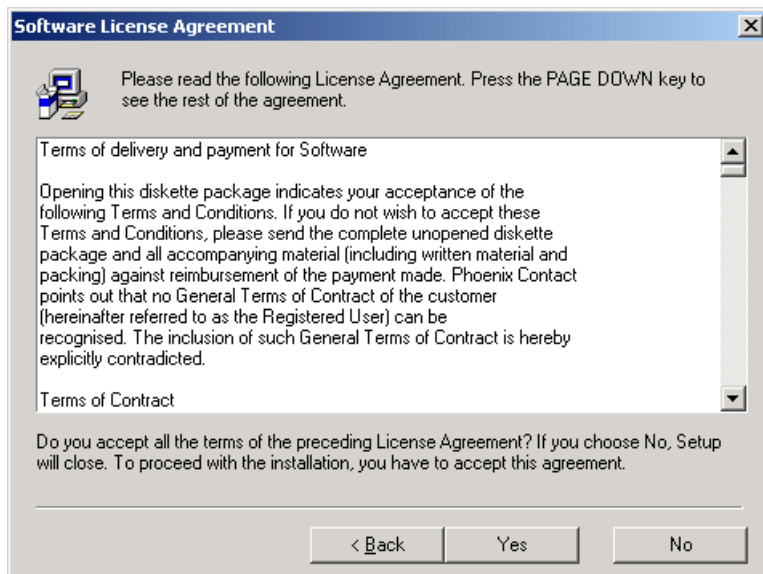 Software License Agreement
Please read the following License Agreement. Press the PAGE DOWN key to
see the rest of the agreement.
Terms of delivery and payment for Software
Opening this diskette package indicates your acceptance of the
following Terms and Conditions. If you do not wish to accept these
Terms and Conditions, please send the complete unopened diskette
package and all accompanying material (including written material and
packing) against reimbursement of the payment made. Phoenix Contact
points out that no General Terms of Contract of the customer
(hereinafter referred to as the Registered User) can be
recognised. The inclusion of such General Terms of Contract is hereby
explicitly contradicted.
Terms of Contract
Do you accept all the terms of the preceding License Agreement? If you choose No, Setup
will close. To proceed with the installation, you have to accept this agreement.
< Back
Yes
No